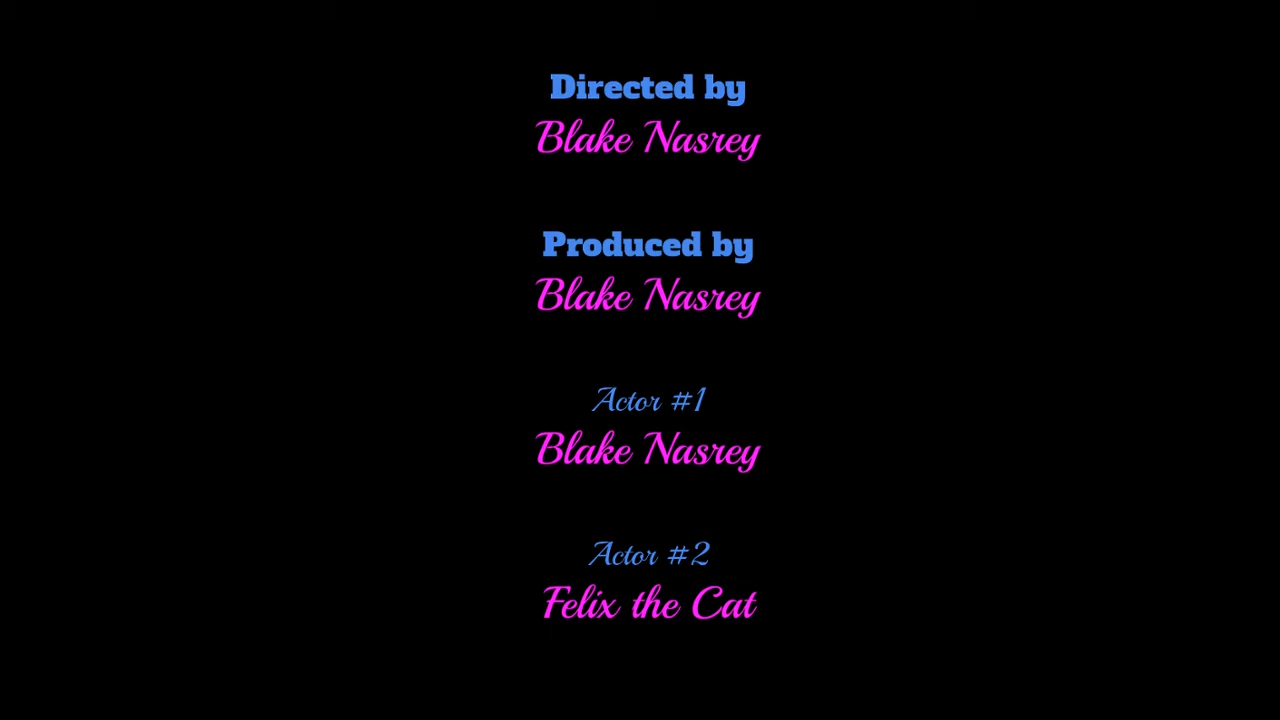 Directed by
Blake Nasrey
Produced by
Blake Nasrey
Actor #1
Blake Nasrey
Actor #2
Felix the Cat